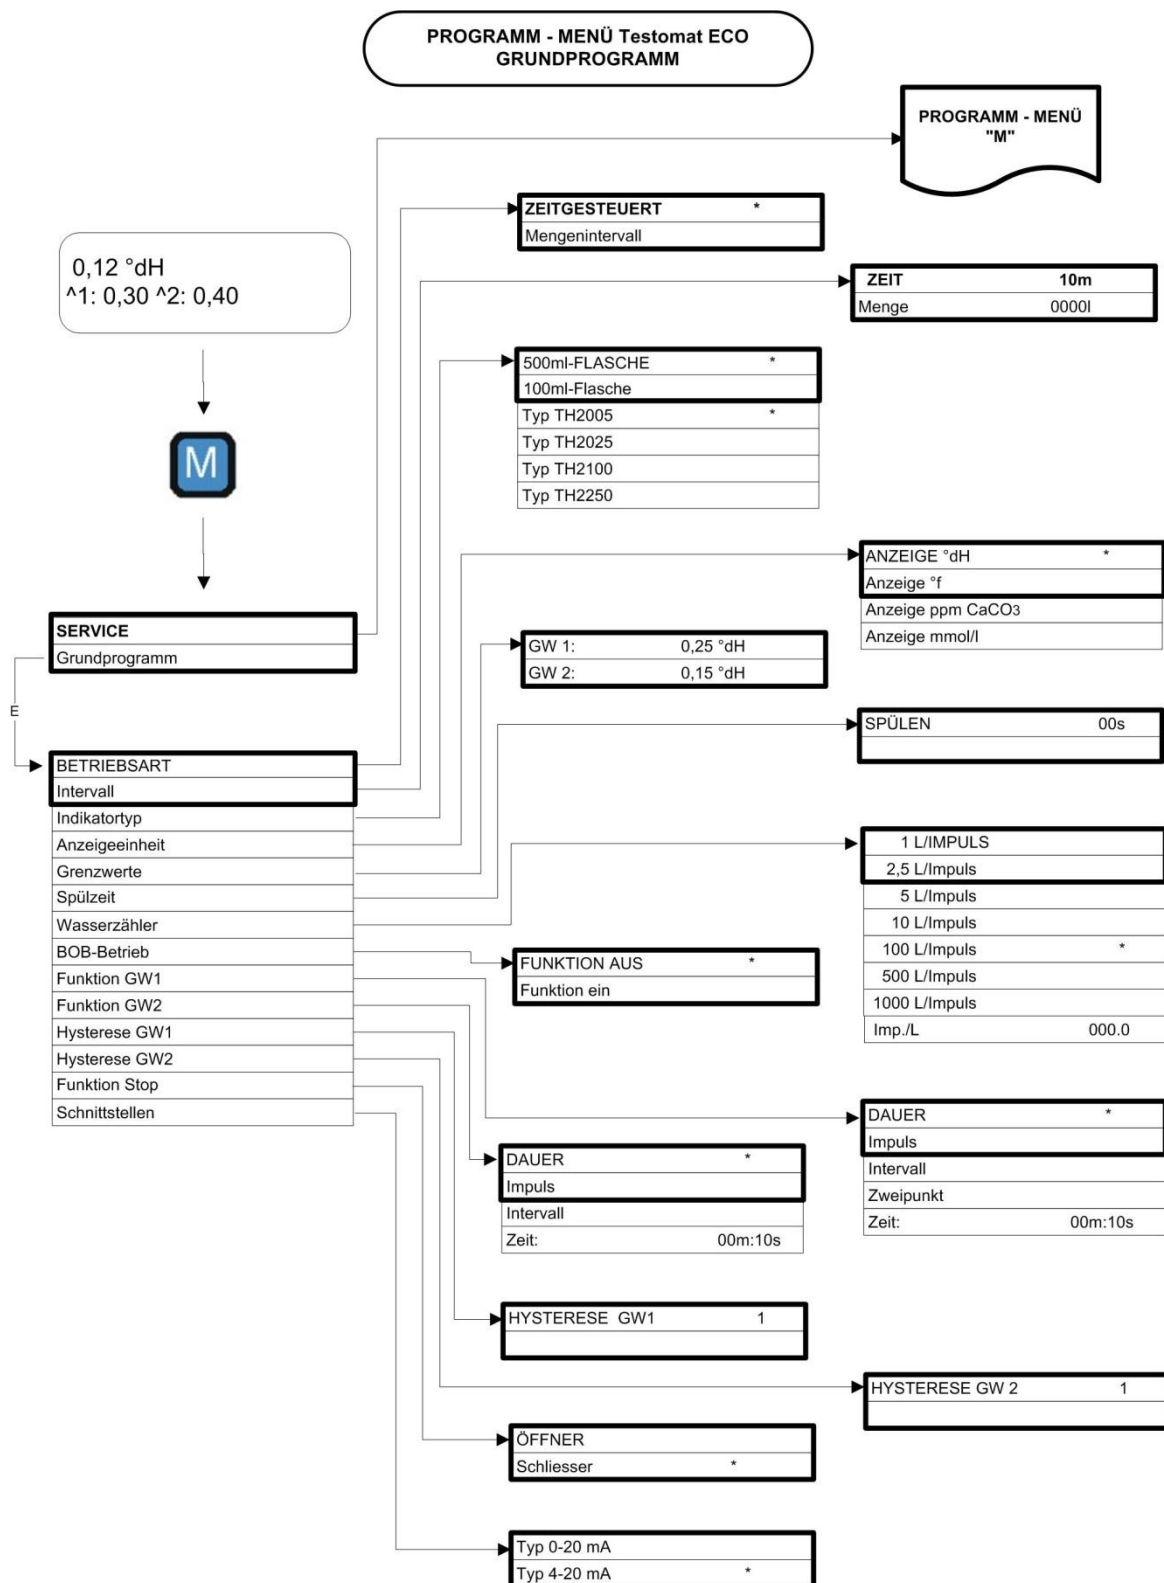 PROGRAMM - MENÜ Testomat ECO
GRUNDPROGRAMM
PROGRAMM - MENÜ
"M"
ZEITGESTEUERT *
Mengenintervall
0,12 °dH
^1: 0,30 ^2: 0,40
ZEIT 10m
Menge 0000l
500ml-FLASCHE *
100ml-Flasche
Typ TH2005 *
Typ TH2025
Typ TH2100
Typ TH2250
M
ANZEIGE °dH *
Anzeige °f
Anzeige ppm CaCO3
Anzeige mmol/l
SERVICE
Grundprogramm
GW 1: 0,25 °dH
GW 2: 0,15 °dH
E
SPÜLEN 00s
BETRIEBSART
Intervall
Indikatortyp
Anzeigeeinheit
Grenzwerte
Spülzeit
Wasserzähler
BOB-Betrieb
Funktion GW1
Funktion GW2
Hysterese GW1
Hysterese GW2
Funktion Stop
Schnittstellen
1 L/IMPULS
2,5 L/Impuls
5 L/Impuls
10 L/Impuls
100 L/Impuls *
500 L/Impuls
1000 L/Impuls
Imp./L 000.0
FUNKTION AUS *
Funktion ein
DAUER *
Impuls
Intervall
Zweipunkt
Zeit: 00m:10s
DAUER *
Impuls
Intervall
Zeit: 00m:10s
HYSTERESE GW1 1
HYSTERESE GW 2 1
ÖFFNER
Schliesser *
Typ 0-20 mA
Typ 4-20 mA *